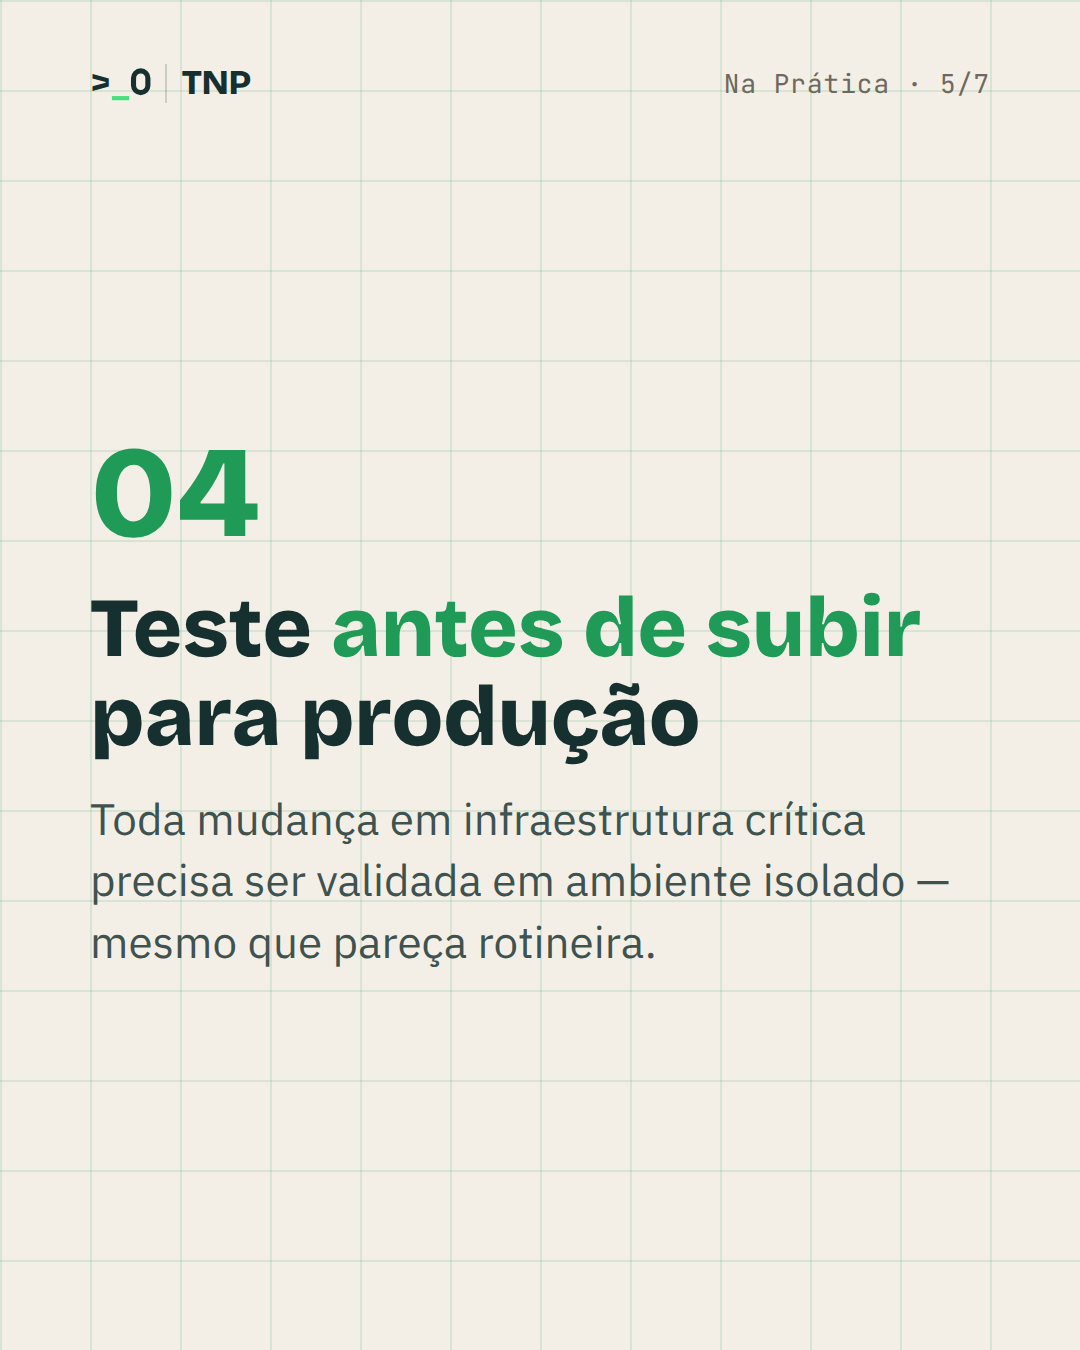 >_0 | TNP
Na Prática · 5/7
04
Teste antes de subir
para produção
Toda mudança em infraestrutura crítica
precisa ser validada em ambiente isolado —
mesmo que pareça rotineira.